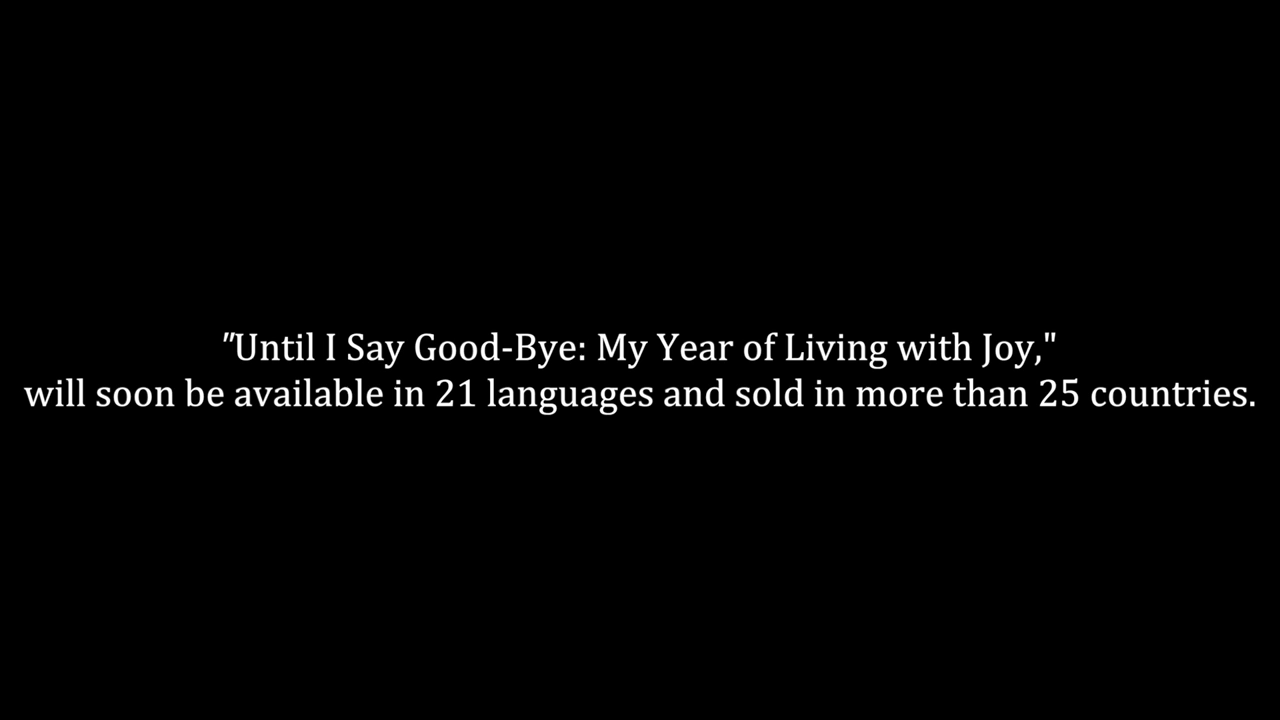 "Until I Say Good-Bye: My Year of Living with Joy,"
will soon be available in 21 languages and sold in more than 25 countries.